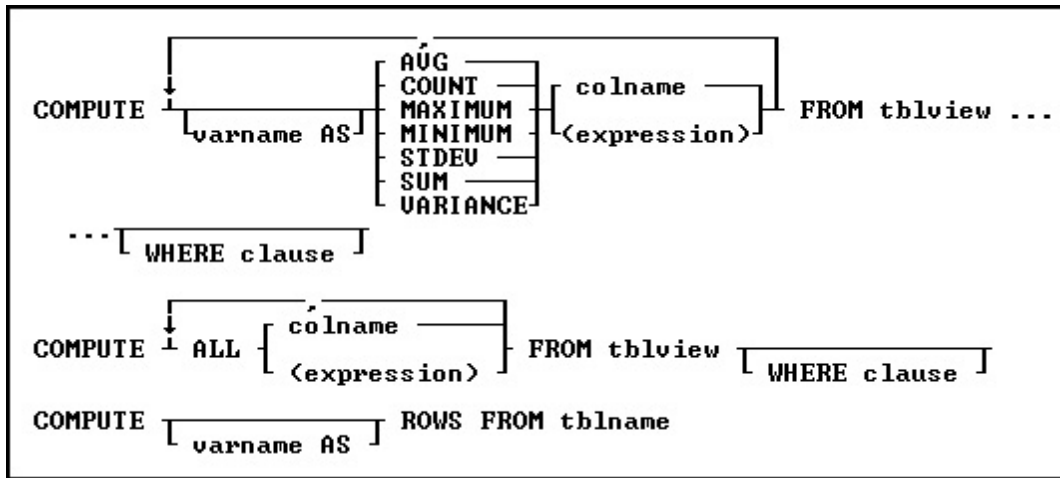 ,
AVG
COUNT
colname
COMPUTE varname AS MAXIMUM FROM tblview ...
MINIMUM (expression)
STDEV
SUM
VARIANCE
... WHERE clause
,
colname
COMPUTE ALL FROM tblview WHERE clause
(expression)
COMPUTE varname AS ROWS FROM tblname